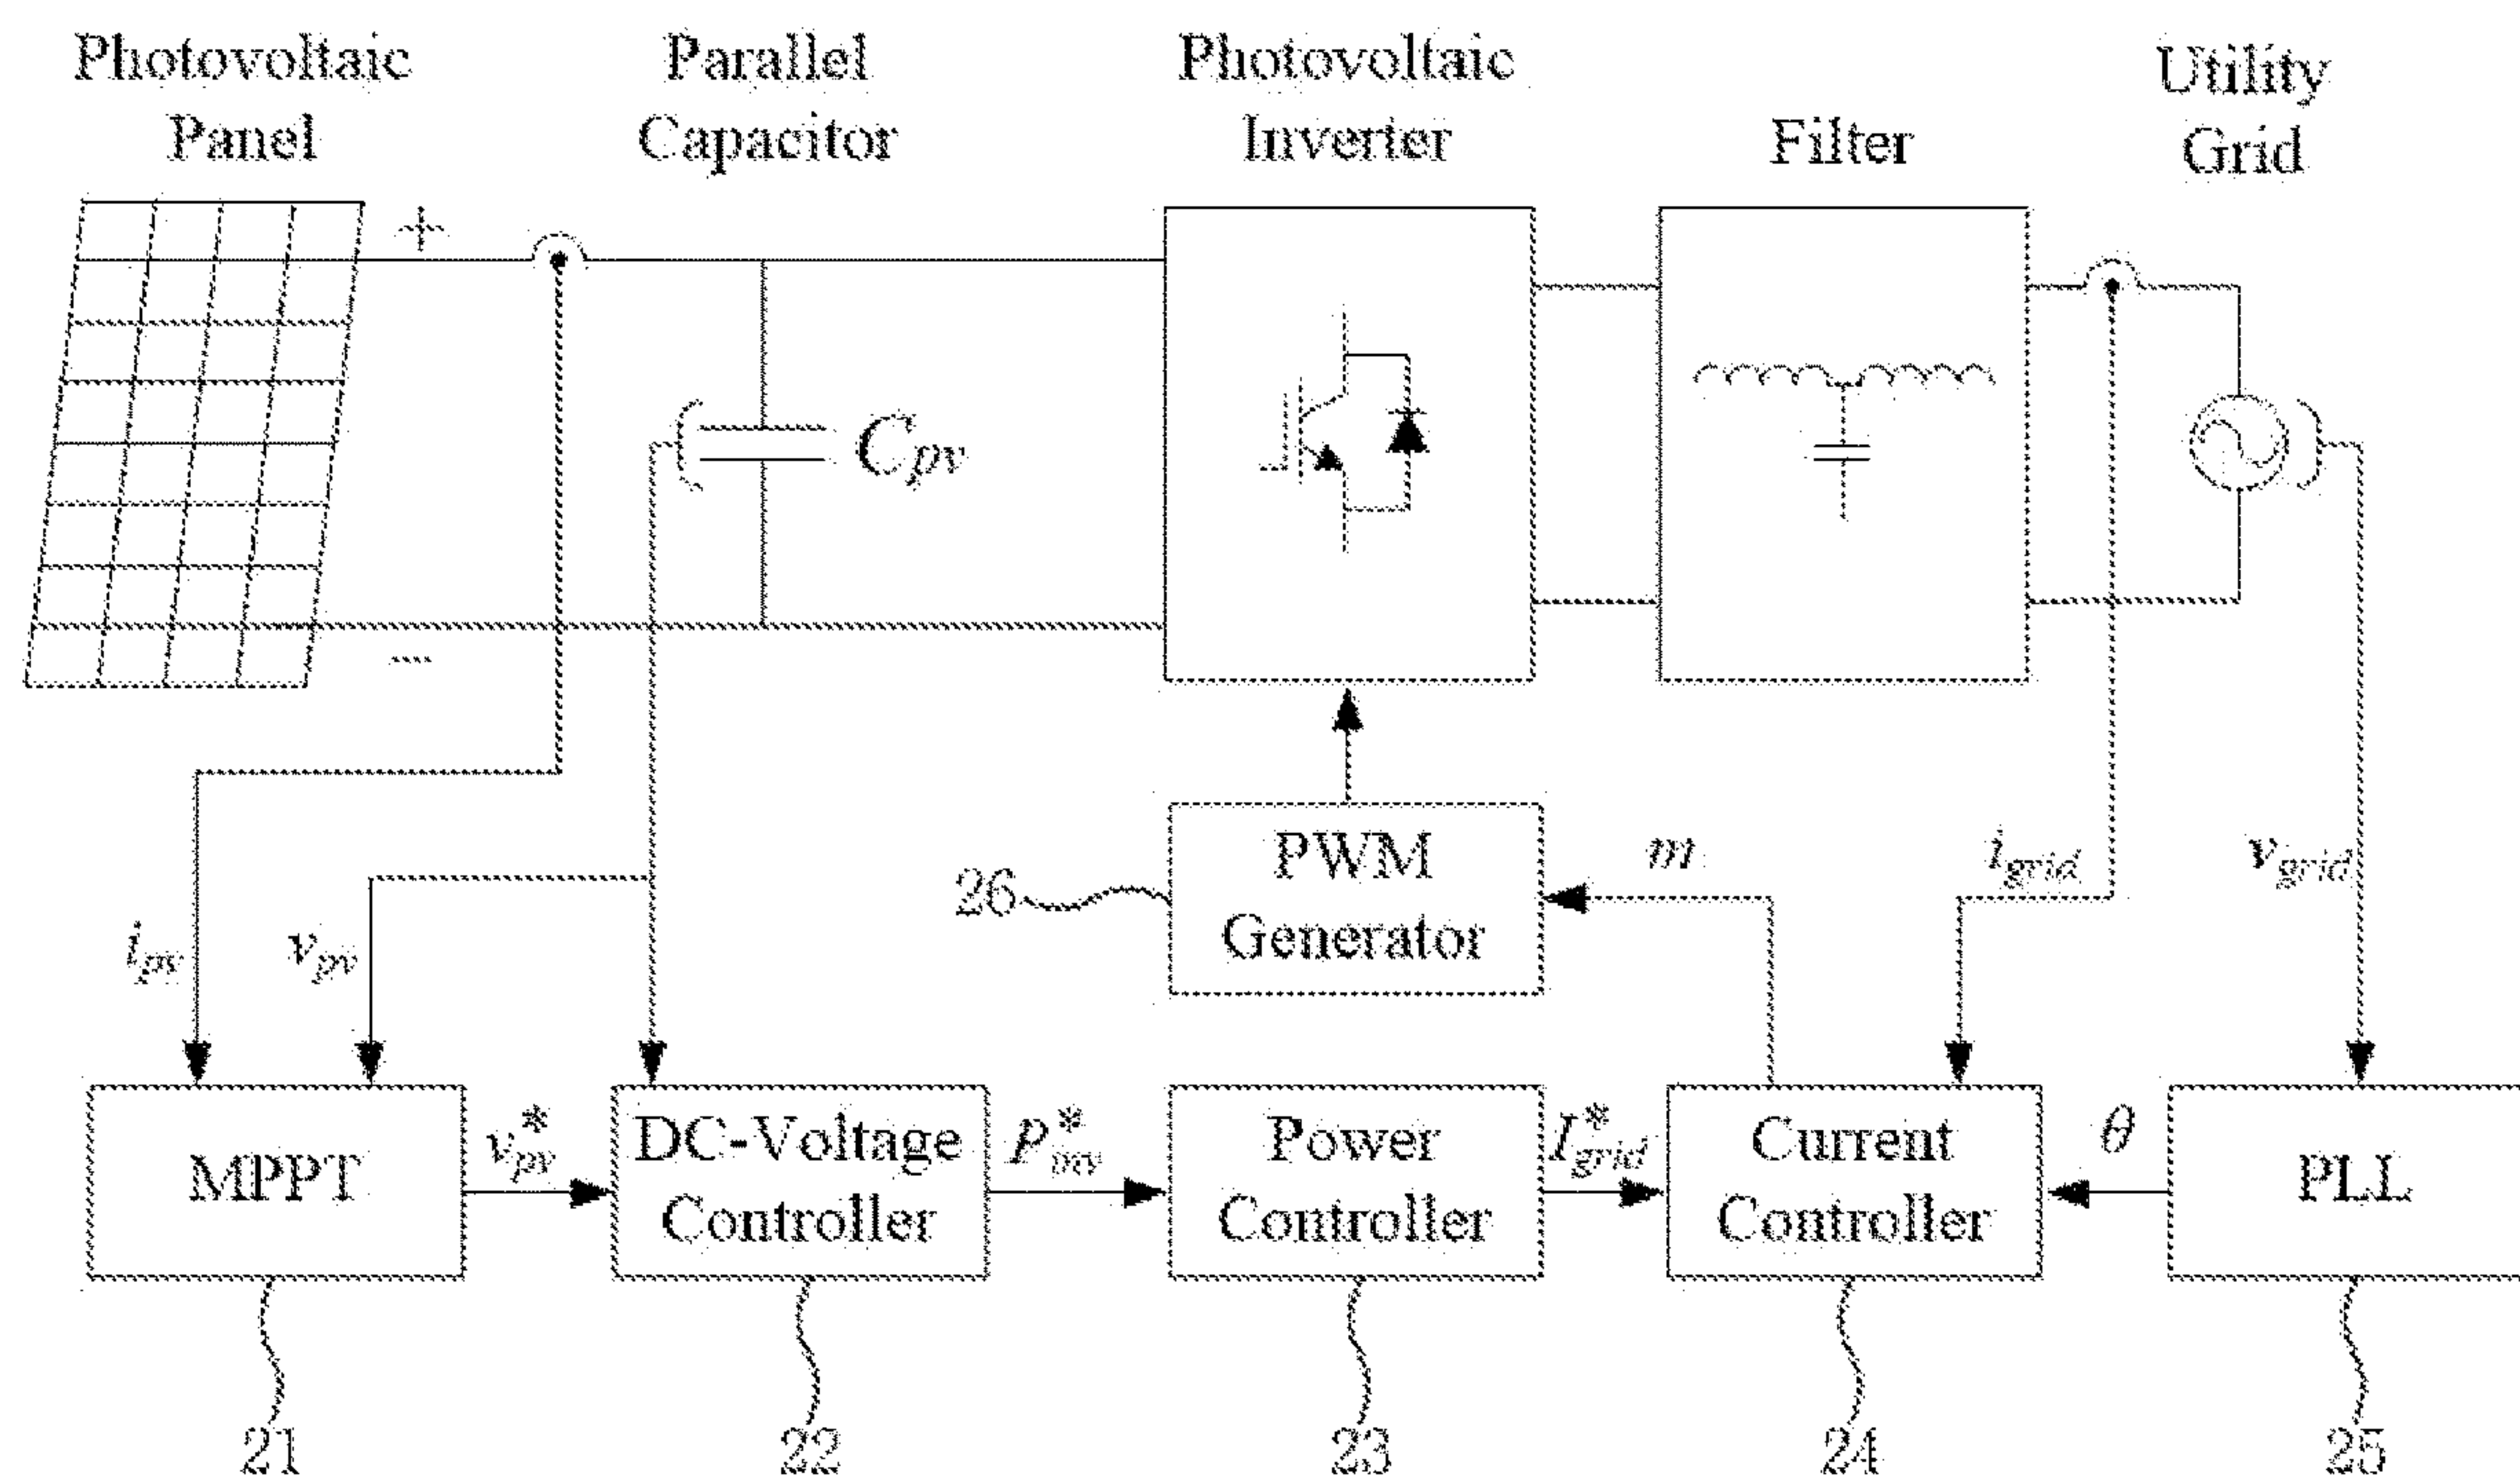 Photovoltaic
Panel
Parallel
Capacitor
Photovoltaic
Inverter
Filter
Utility
Grid
+
C_pv
−
PWM
Generator
26
m
i_grid
v_grid
i_pv
v_pv
MPPT
v*_pv
DC-Voltage
Controller
P*_pv
Power
Controller
I*_grid
Current
Controller
θ
PLL
21
22
23
24
25